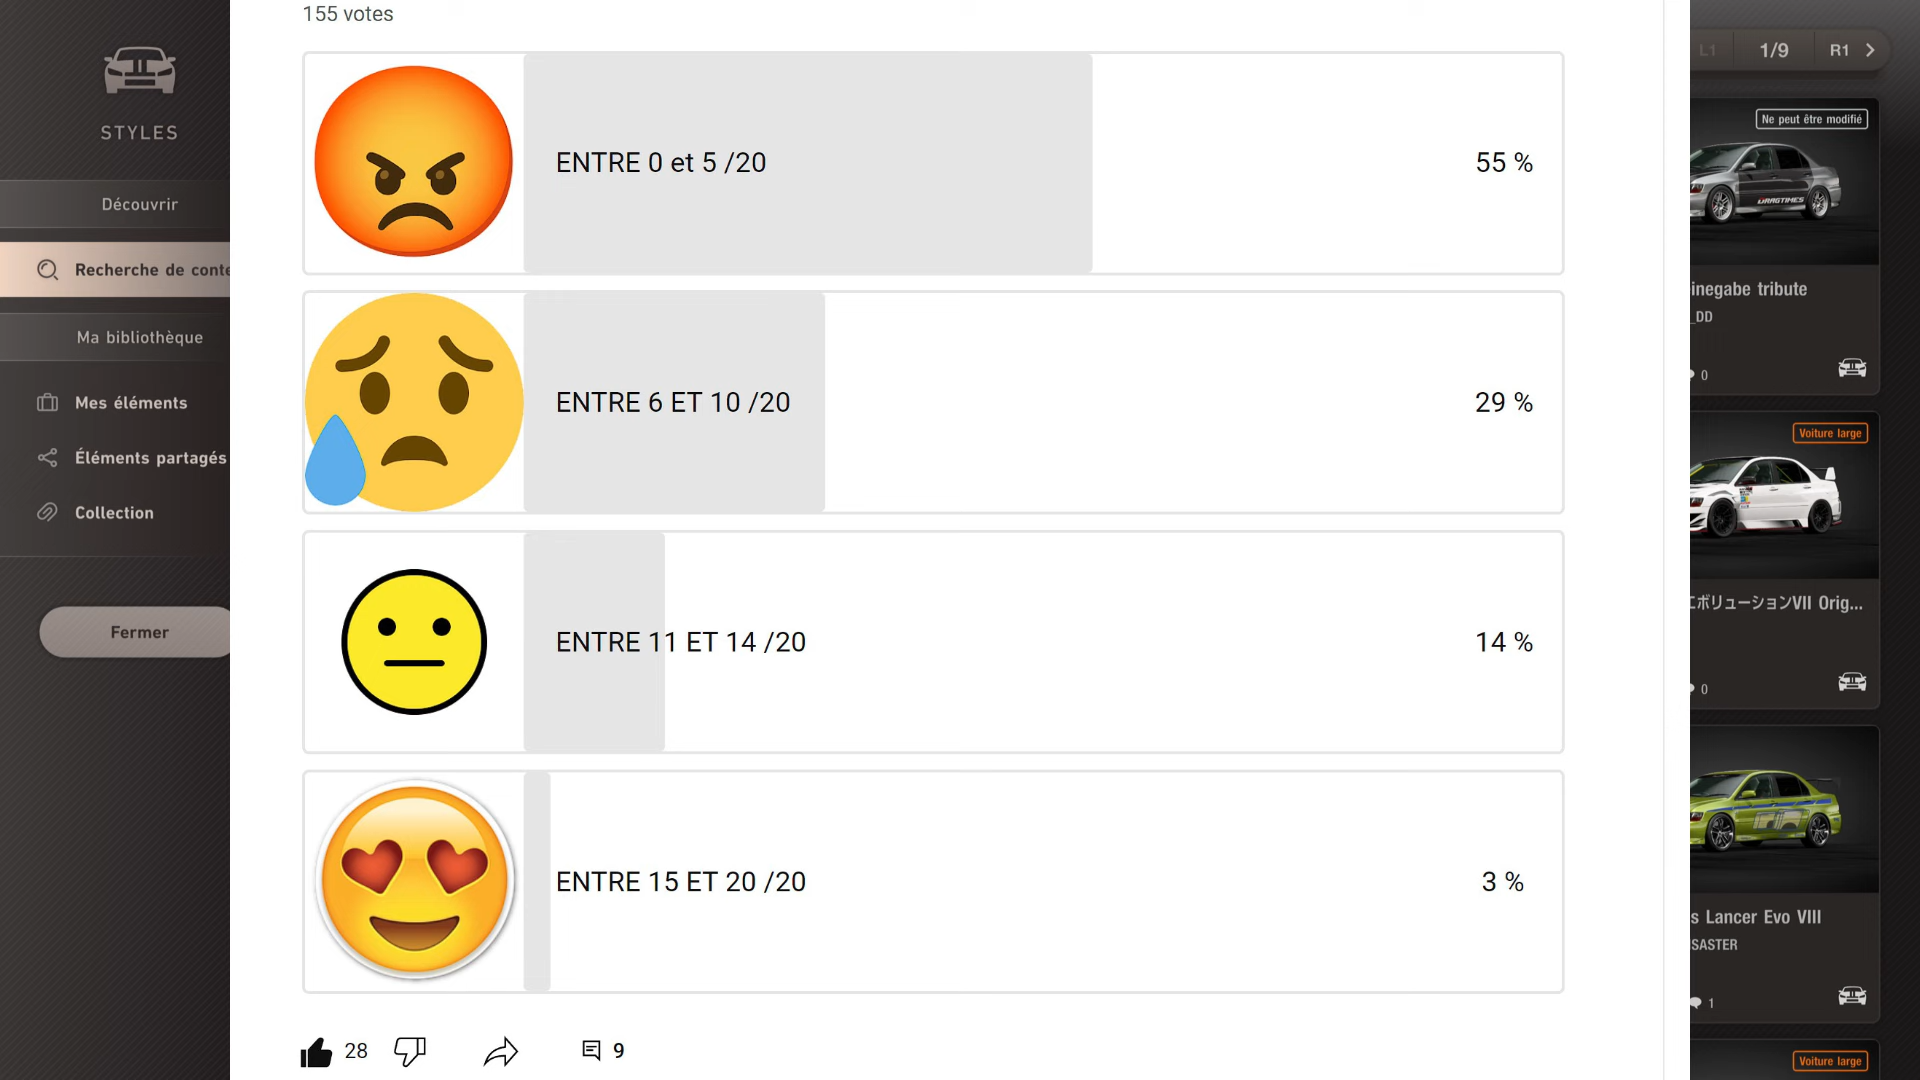 155 votes
STYLES
Découvrir
Recherche de conte
Ma bibliothèque
Mes éléments
Éléments partagés
Collection
Fermer
ENTRE 0 et 5 /20
55 %
ENTRE 6 ET 10 /20
29 %
ENTRE 11 ET 14 /20
14 %
ENTRE 15 ET 20 /20
3 %
28
9
L1
1/9
R1
Ne peut être modifié
DRAGTIMES
inegabe tribute
_DD
0
Voiture large
エボリューションVII Orig...
0
s Lancer Evo VIII
SASTER
1
Voiture large